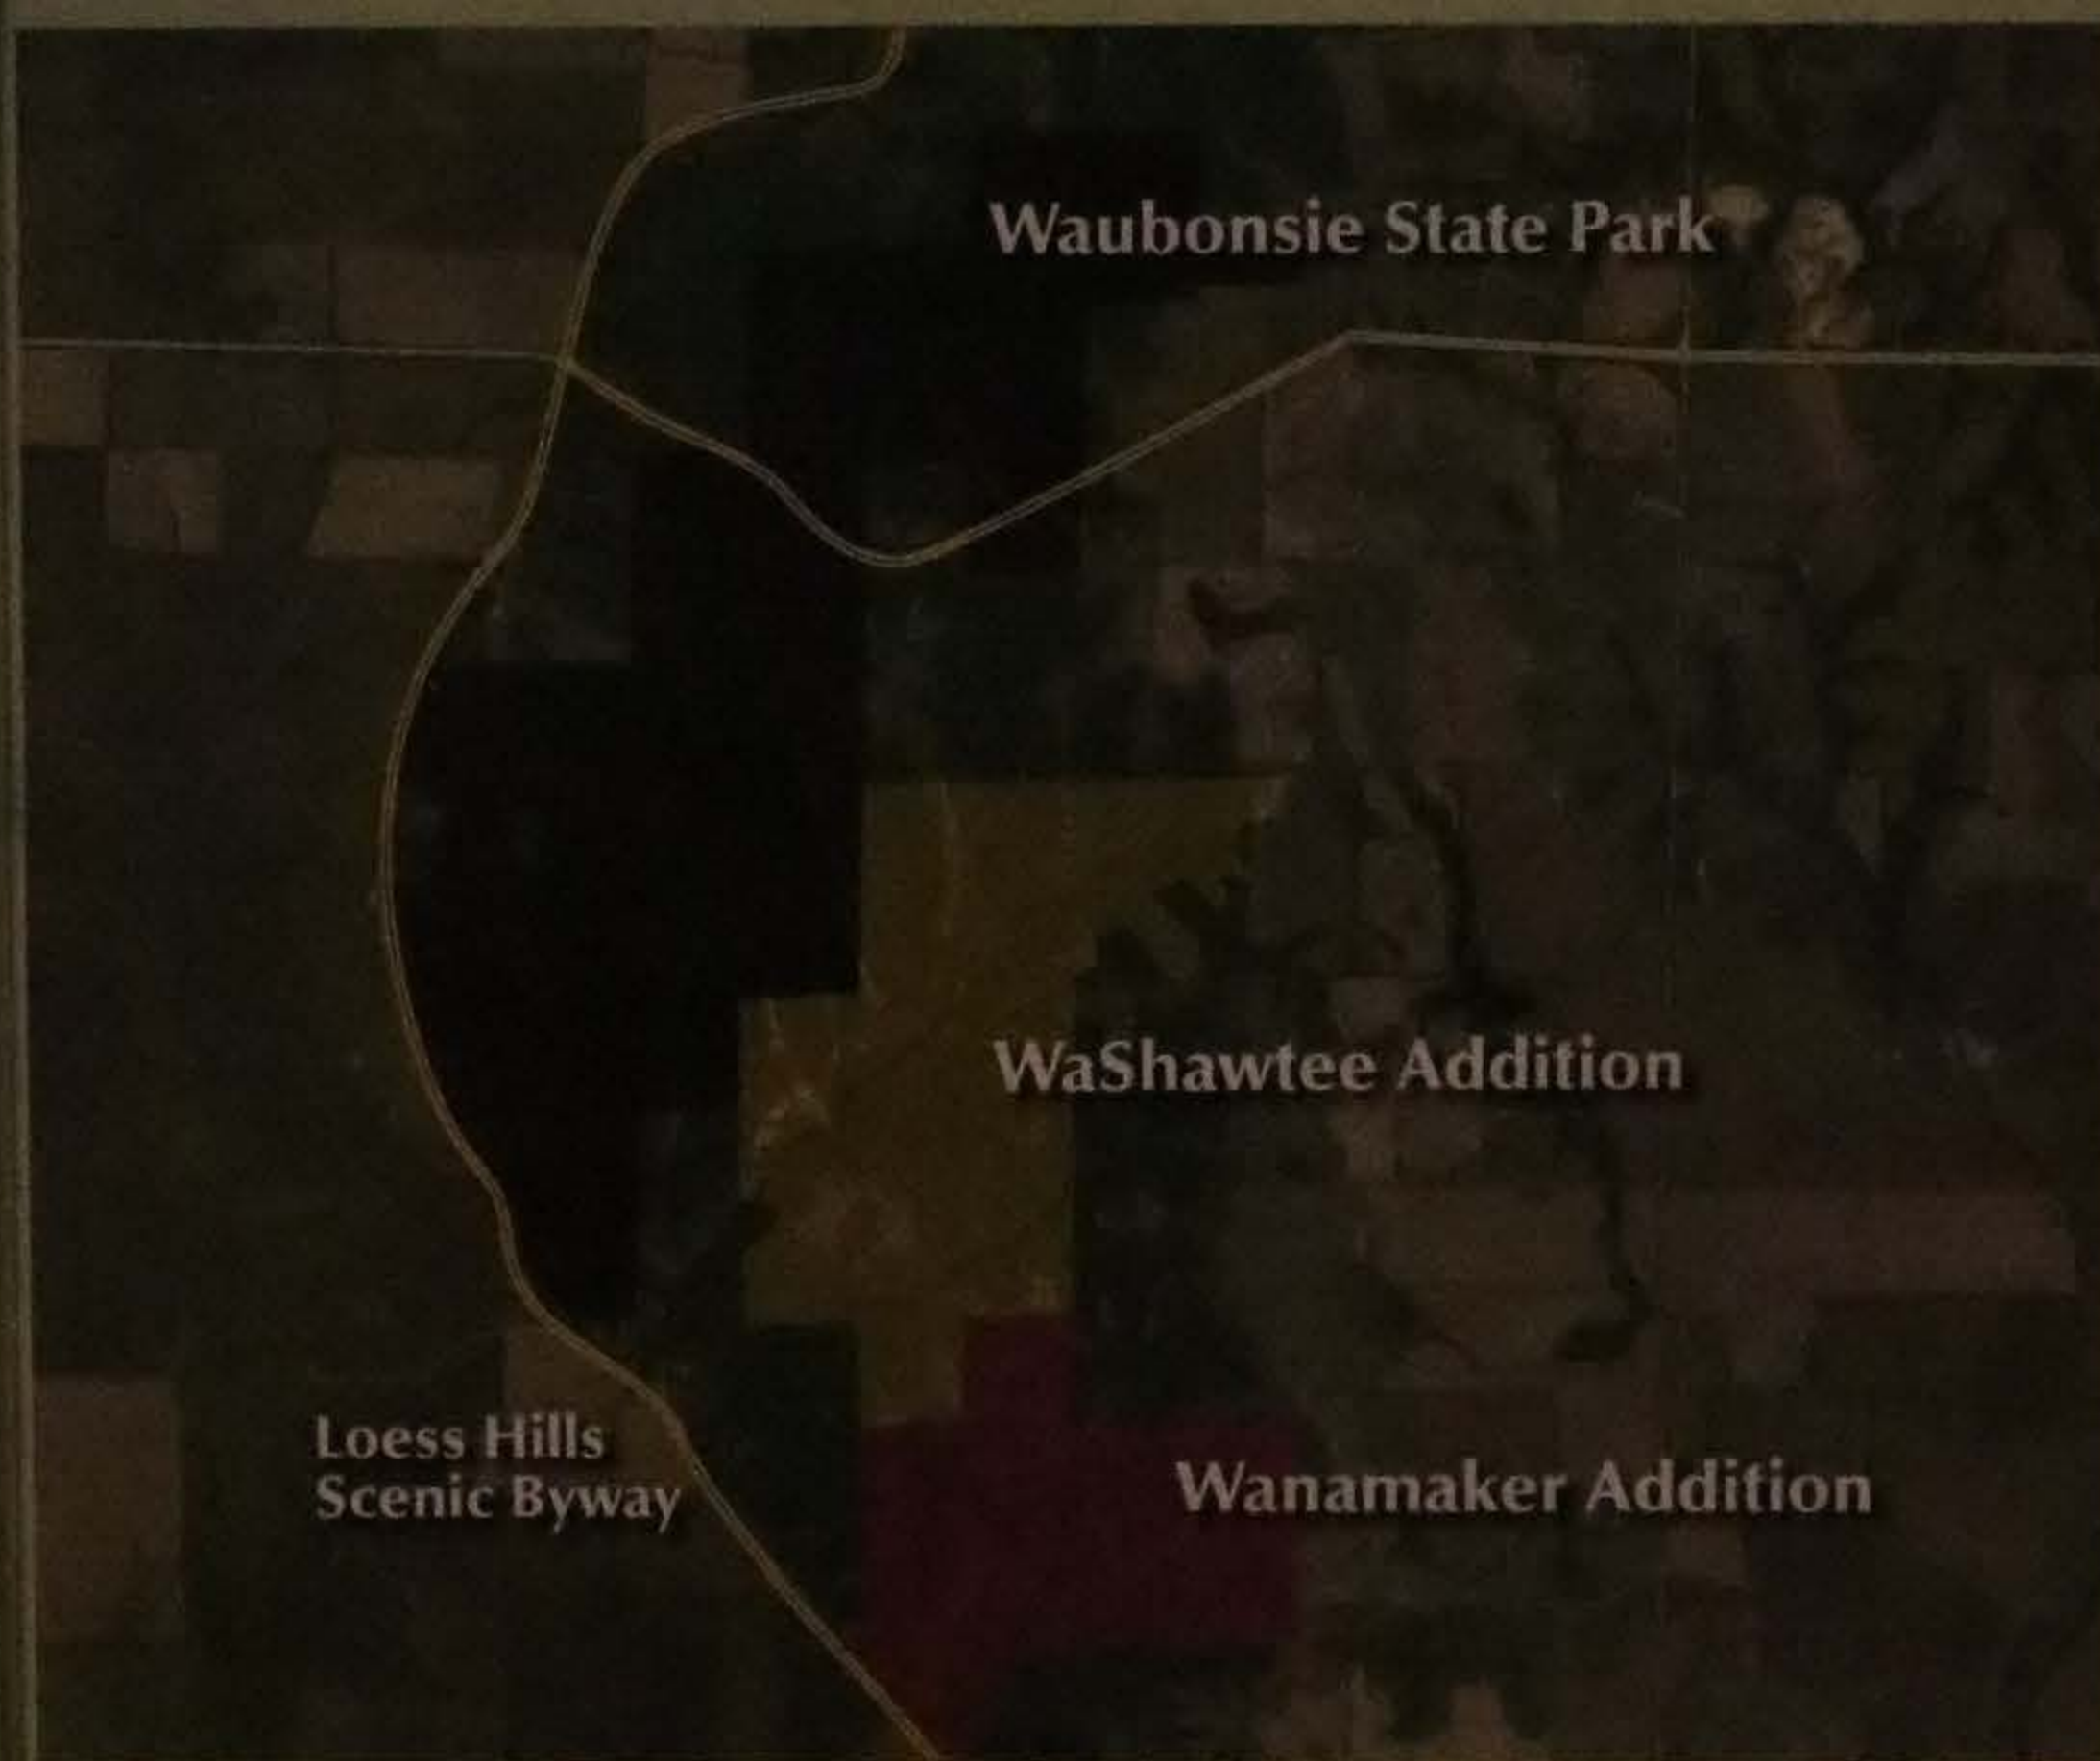 Waubonsie State Park
WaShawtee Addition
Loess Hills
Scenic Byway
Wanamaker Addition